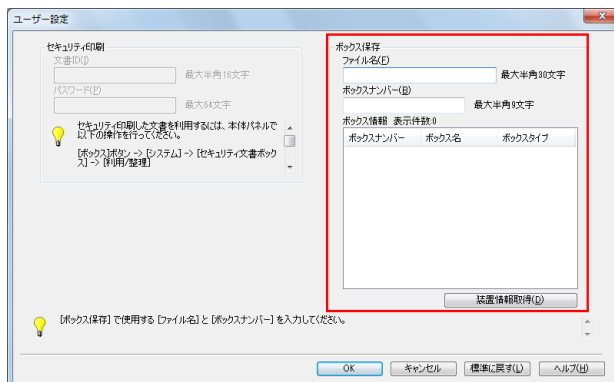 ユーザー設定
セキュリティ印刷
文書ID(I)
最大半角16文字
パスワード(P)
最大64文字
セキュリティ印刷した文書を利用するには、本体パネルで
以下の操作を行ってください。
[ボックス]ボタン -> [システム] -> [セキュリティ文書ボック
ス] -> [利用/整理]
ボックス保存
ファイル名(F)
最大半角30文字
ボックスナンバー(B)
最大半角9文字
ボックス情報 表示件数:0
ボックスナンバー ボックス名 ボックスタイプ
装置情報取得(D)
[ボックス保存] で使用する [ファイル名] と [ボックスナンバー] を入力してください。
OK キャンセル 標準に戻す(L) ヘルプ(H)